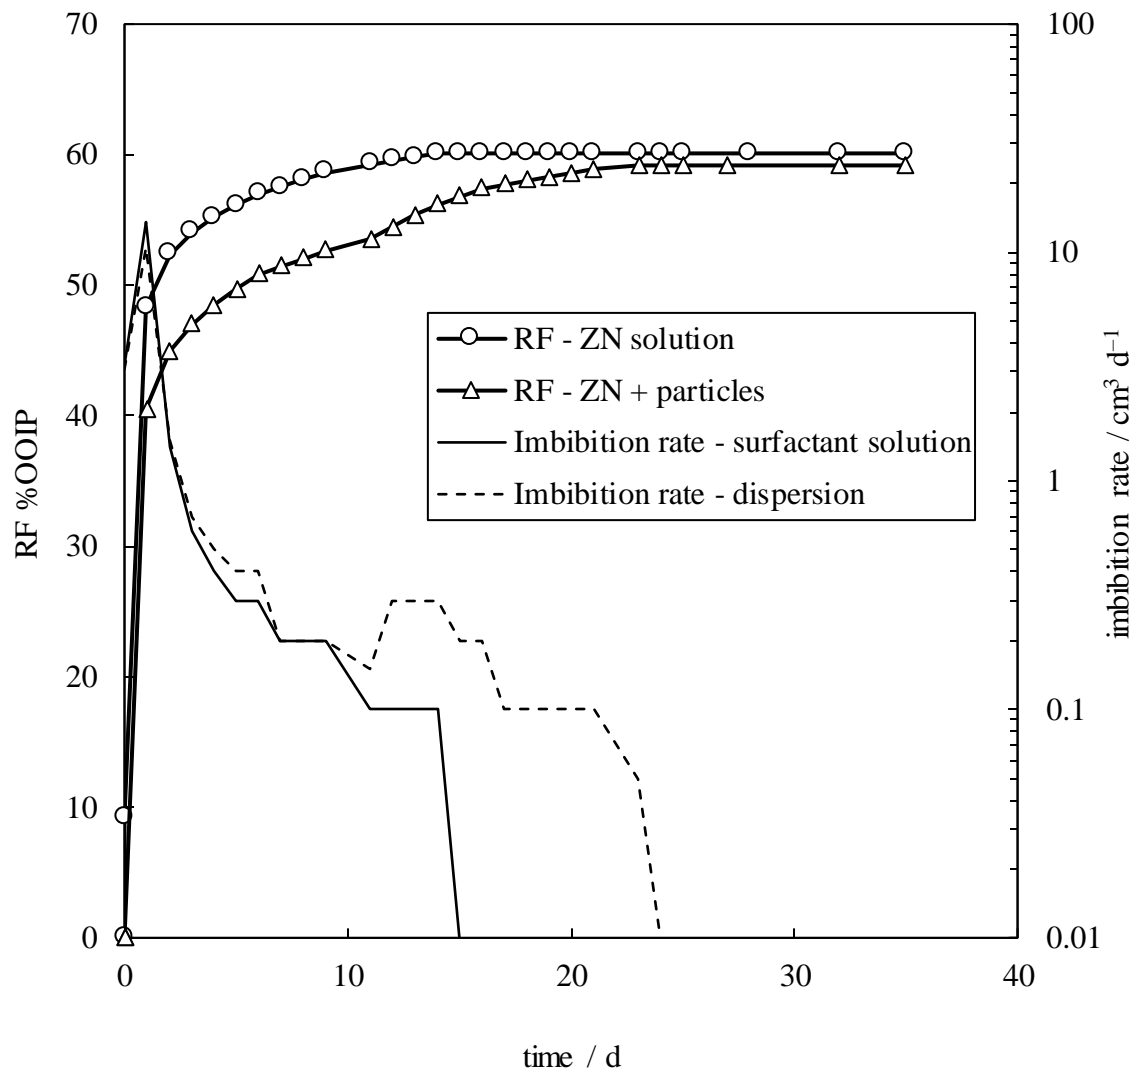 70
60
50
40
30
20
10
0
RF %OOIP
100
10
1
0.1
0.01
imbibition rate / cm³ d⁻¹
RF - ZN solution
RF - ZN + particles
Imbibition rate - surfactant solution
Imbibition rate - dispersion
0 10 20 30 40
time / d